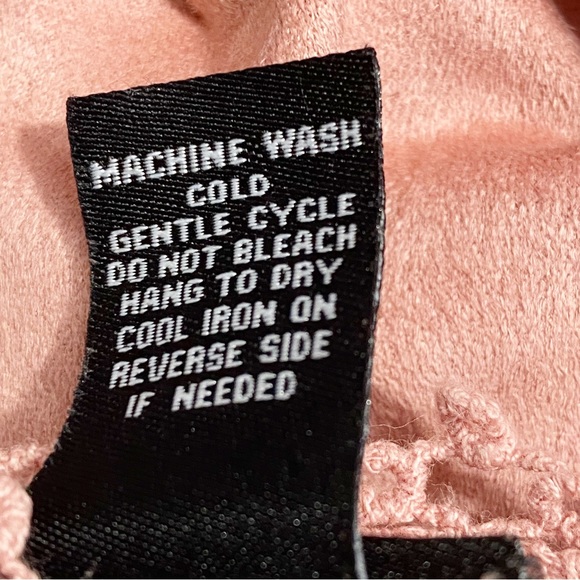 MACHINE WASH
COLD
GENTLE CYCLE
DO NOT BLEACH
HANG TO DRY
COOL IRON ON
REVERSE SIDE
IF NEEDED